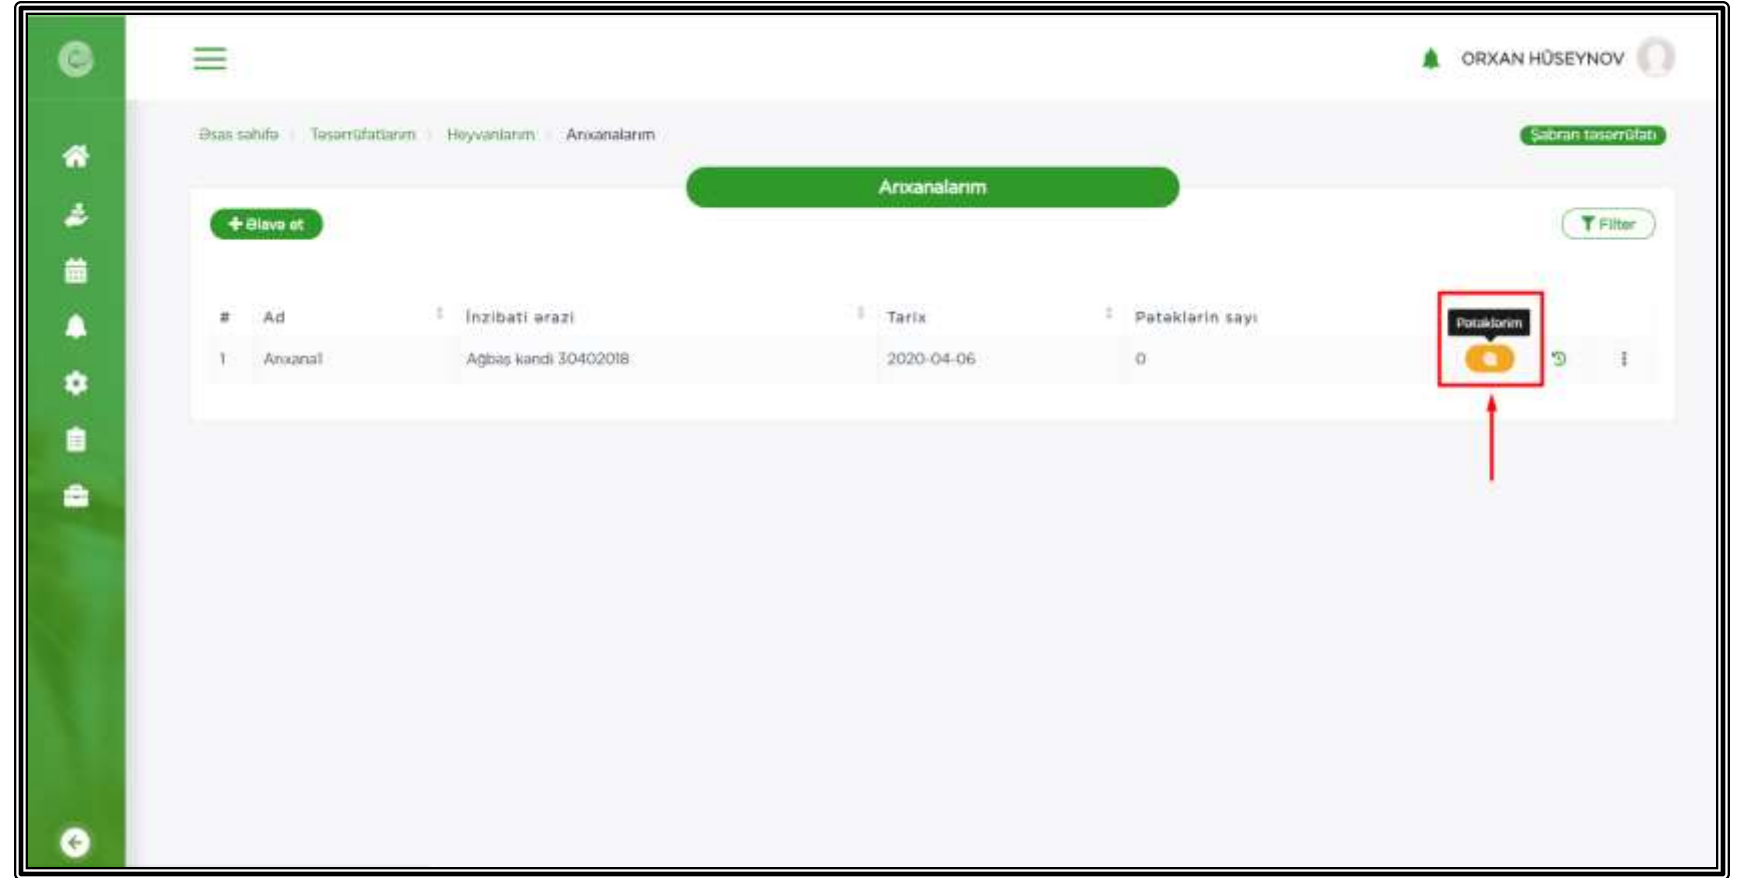 ORXAN HÜSEYNOV
Əsas səhifə Təsərrüfatlarım Heyvanlarım Arıxanalarım
Şabran təsərrüfatı
Arıxanalarım
Əlavə et
Filter
# Ad İnzibati ərazi Tarix Pətəklərin sayı
Pətəklərim
1 Arıxana1 Ağbaş kəndi 30402018 2020-04-06 0